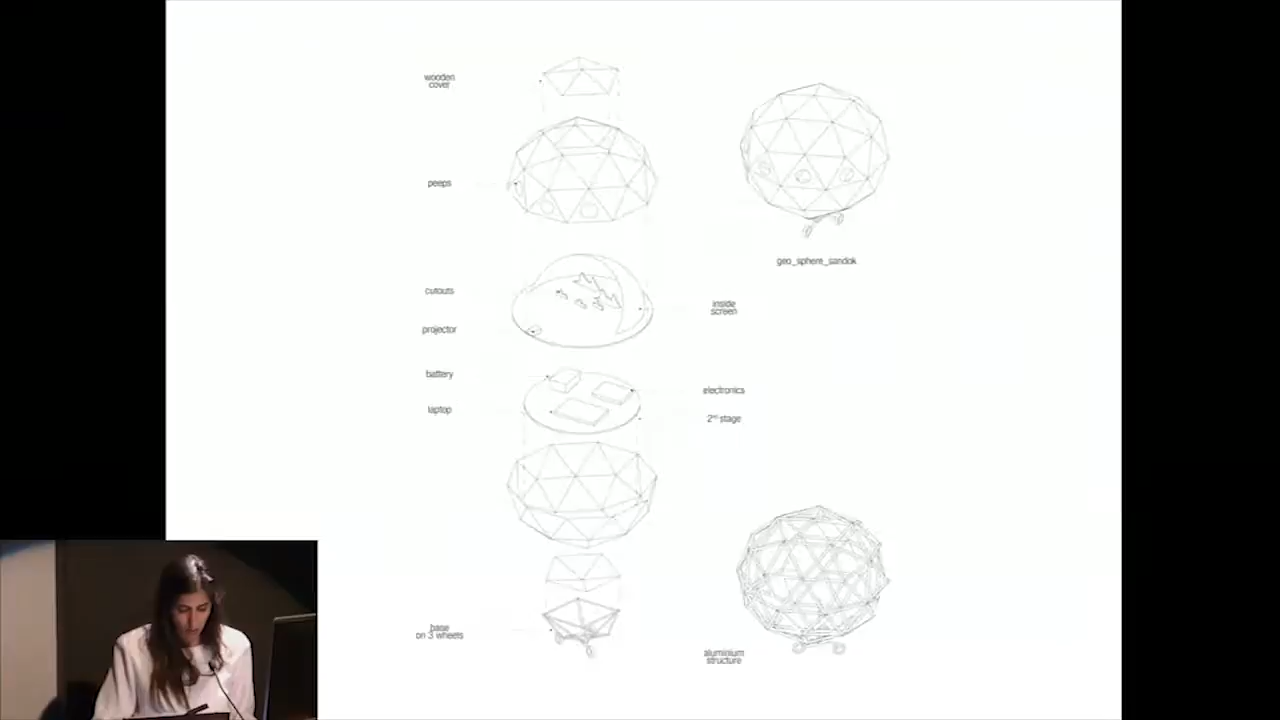 wooden
cover
peeps
geo_sphere_sandok
cutouts
inside
screen
projector
battery
electronics
laptop
2nd stage
base
on 3 wheels
aluminium
structure